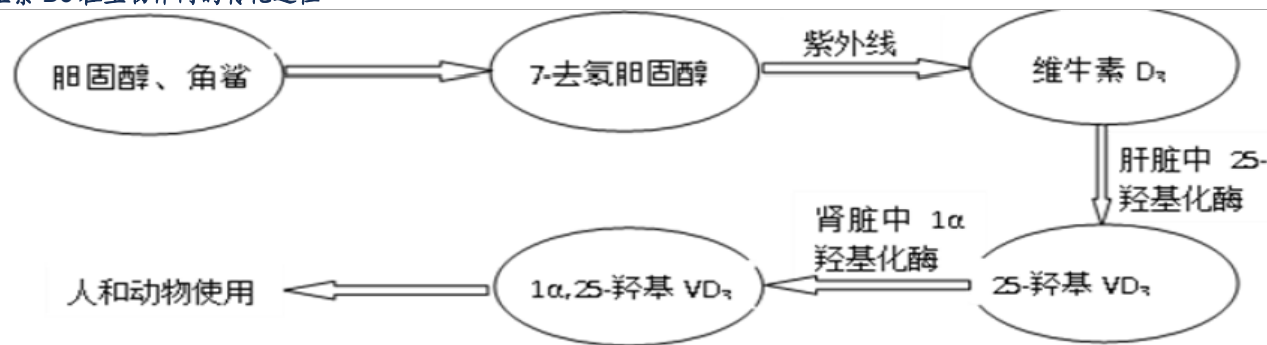 胆固醇、角鲨
7-去氢胆固醇
紫外线
维生素 D₃
肝脏中 25-
羟基化酶
25-羟基 VD₃
肾脏中 1α
羟基化酶
1α,25-羟基 VD₃
人和动物使用